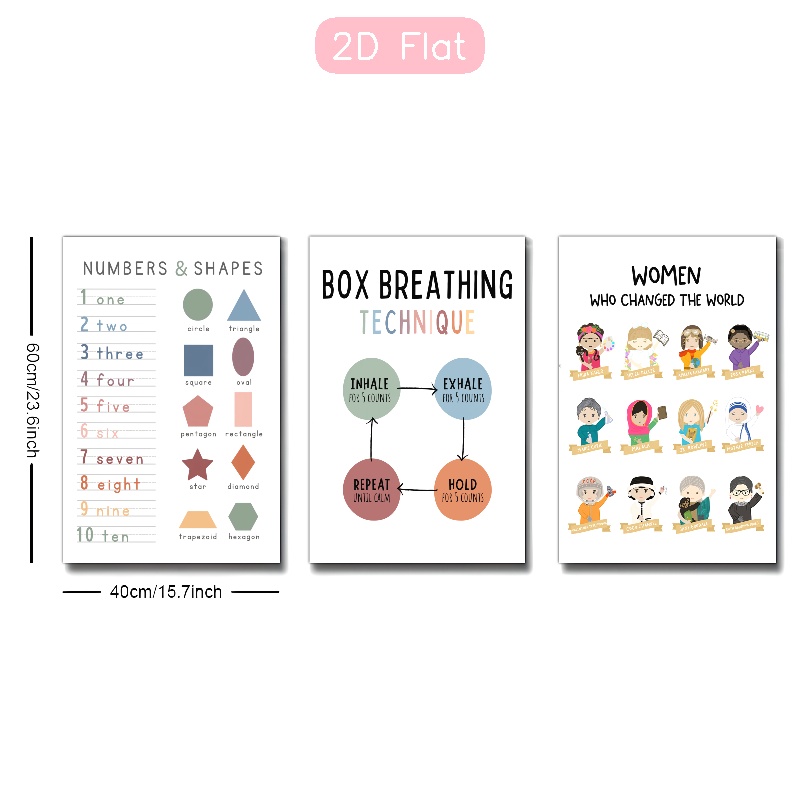 2D Flat
60cm/23.6inch
40cm/15.7inch
NUMBERS & SHAPES
1 one
2 two
3 three
4 four
5 five
6 six
7 seven
8 eight
9 nine
10 ten
circle
triangle
square
oval
pentagon
rectangle
star
diamond
trapezoid
hexagon
BOX BREATHING
TECHNIQUE
INHALE
FOR 5 COUNTS
EXHALE
FOR 5 COUNTS
REPEAT
UNTIL CALM
HOLD
FOR 5 COUNTS
WOMEN
WHO CHANGED THE WORLD